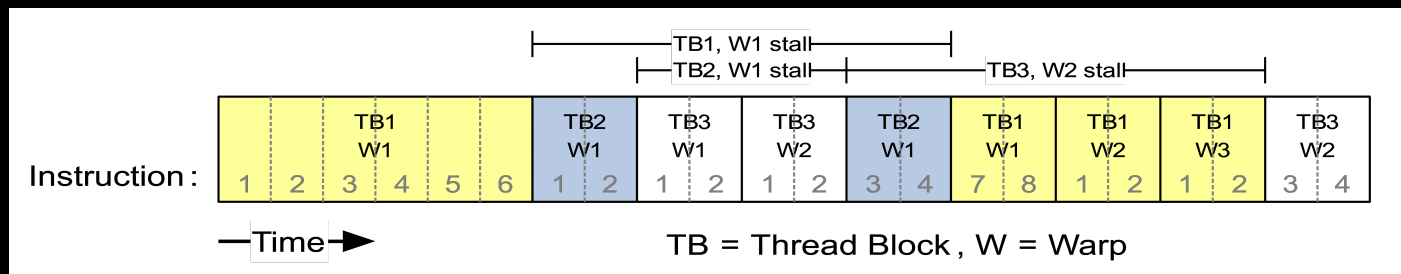 TB1, W1 stall
TB2, W1 stall TB3, W2 stall
TB1 TB2 TB3 TB3 TB2 TB1 TB1 TB1 TB3
W1 W1 W1 W2 W1 W1 W2 W3 W2
Instruction: 1 2 3 4 5 6 1 2 1 2 1 2 3 4 7 8 1 2 1 2 3 4
Time TB = Thread Block, W = Warp